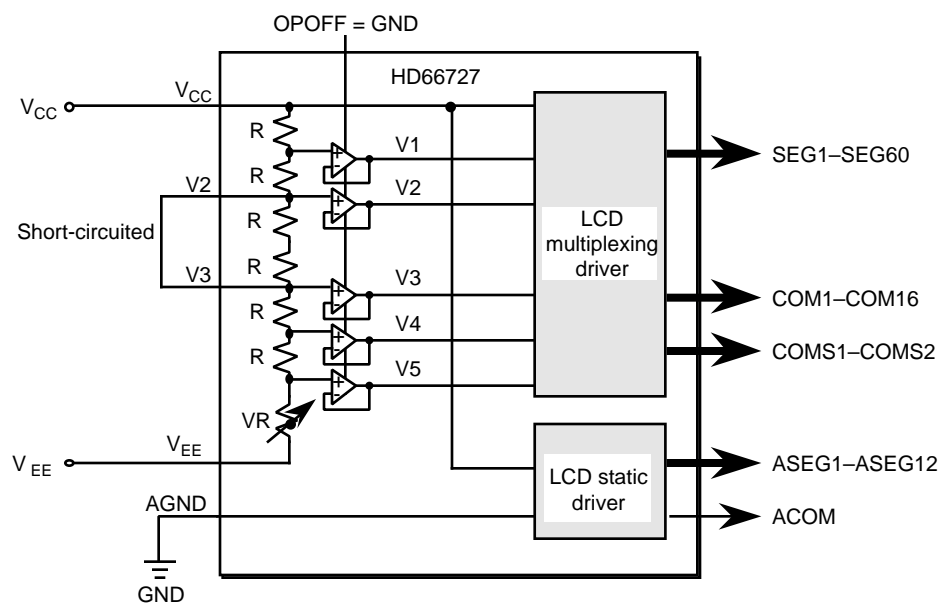 OPOFF = GND
HD66727
VCC
VCC
R
V1
SEG1–SEG60
R
V2
V2
R
LCD
multiplexing
driver
Short-circuited
R
V3
V3
COM1–COM16
R
V4
COMS1–COMS2
R
V5
VR
VEE
VEE
LCD static
driver
ASEG1–ASEG12
AGND
ACOM
GND